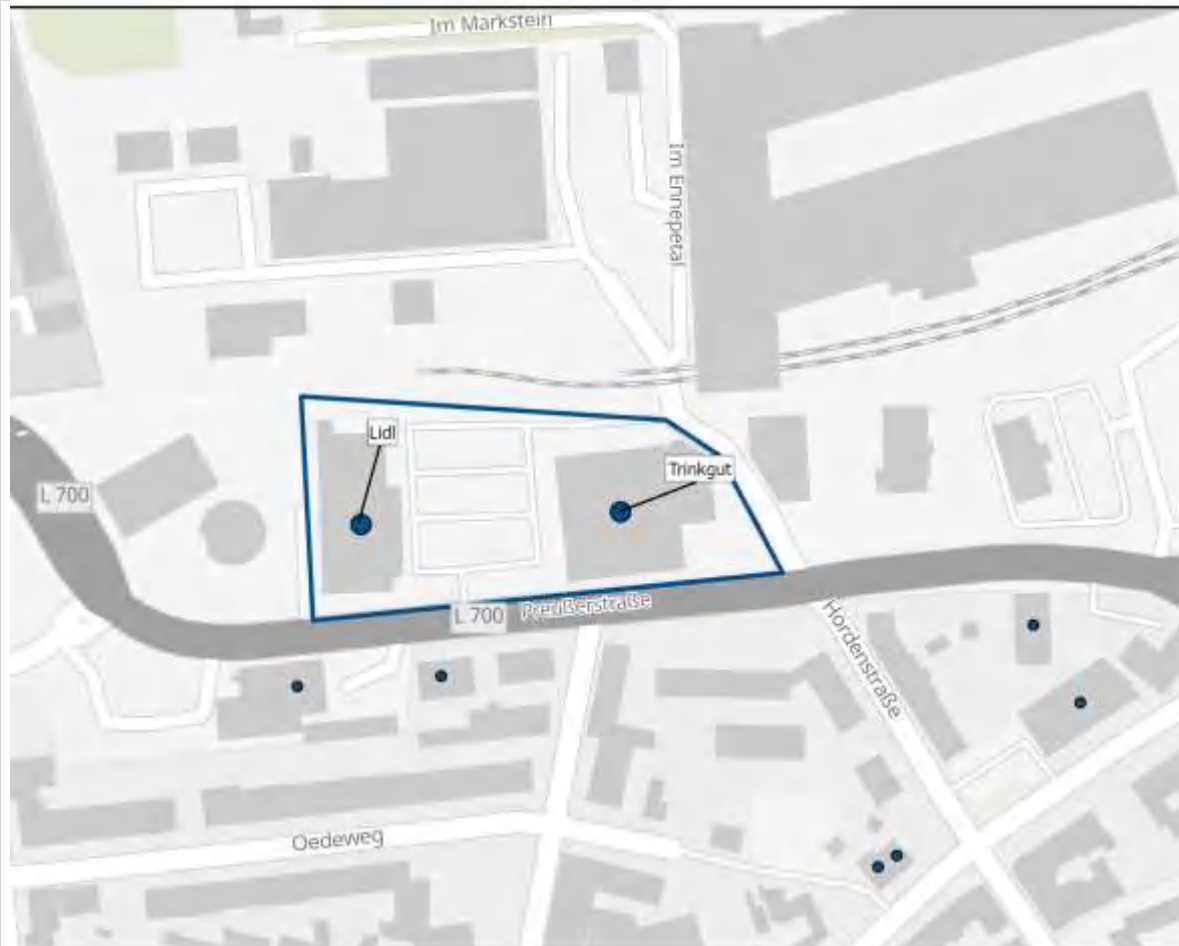 Im Markstein
Im Ennepetal
Lidl
Trinkgut
L 700
L 700
Preußerstraße
Hordenstraße
Oedeweg